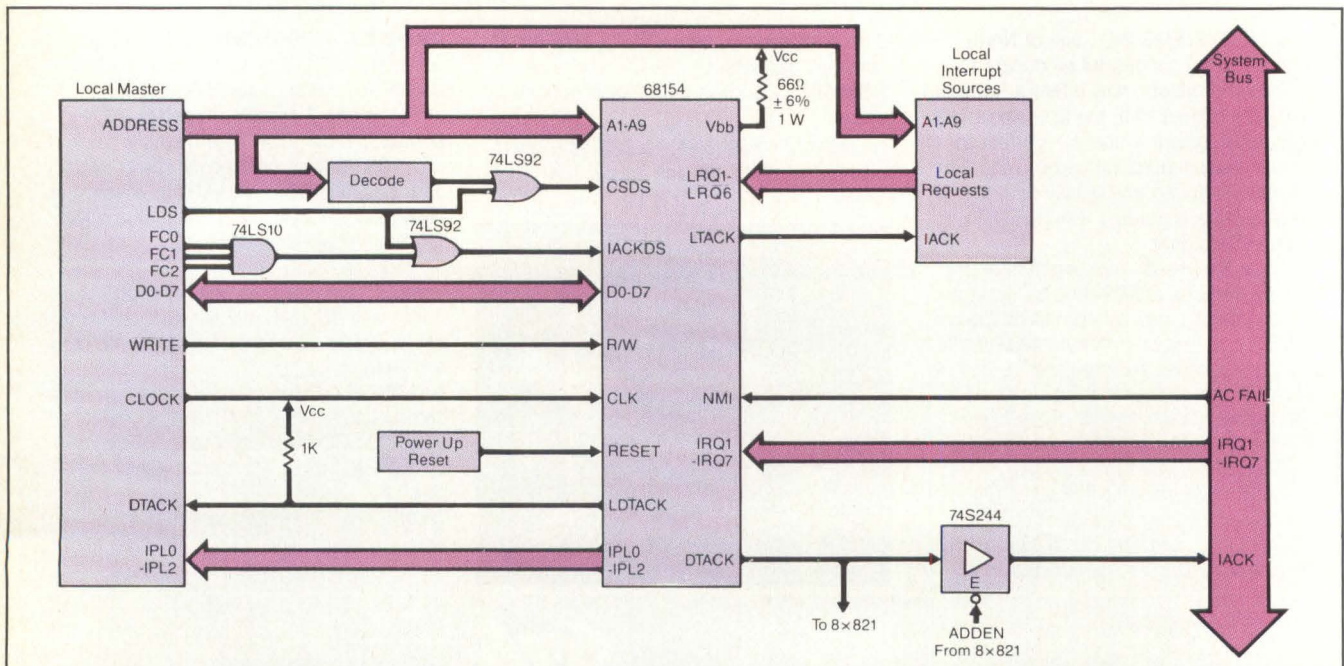 Local Master
ADDRESS
LDS
FC0
FC1
FC2
D0-D7
WRITE
CLOCK
DTACK
IPL0
-IPL2
Decode
74LS92
74LS10
74LS92
Vcc
1K
Power Up
Reset
68154
A1-A9
CSDS
IACKDS
D0-D7
R/W
CLK
RESET
LDTACK
IPL0
-IPL2
Vbb
LRQ1-
LRQ6
LTACK
NMI
IRQ1
-IRQ7
DTACK
Vcc
66Ω
± 6%
1 W
Local
Interrupt
Sources
A1-A9
Local
Requests
IACK
74S244
E
ADDEN
From 8×821
To 8×821
System
Bus
AC FAIL
IRQ1
-IRQ7
IACK